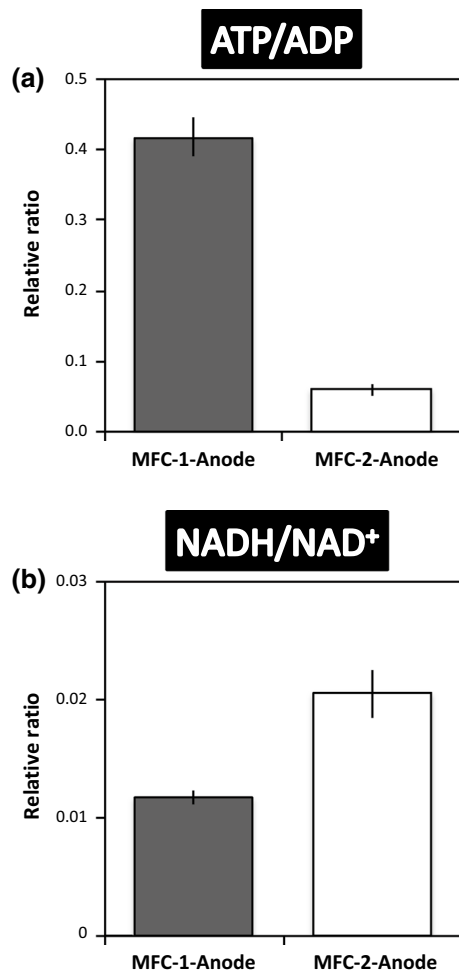 ATP/ADP
(a)
0.5
0.4
0.3
0.2
0.1
0.0
Relative ratio
MFC-1-Anode MFC-2-Anode
NADH/NAD⁺
(b)
0.03
0.02
0.01
0
Relative ratio
MFC-1-Anode MFC-2-Anode